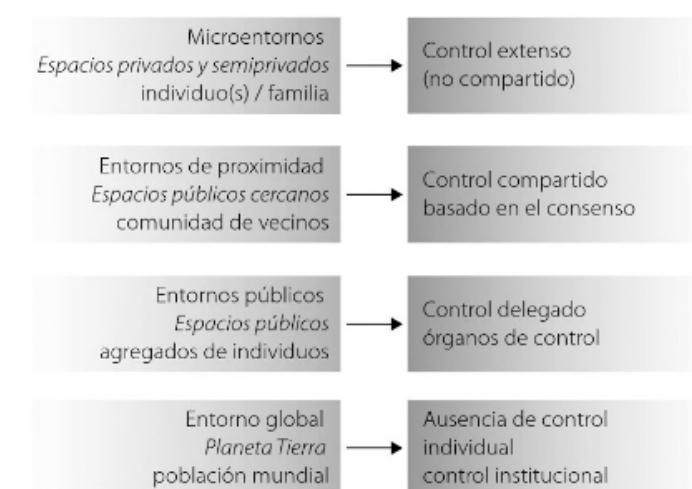 Microentornos
Espacios privados y semiprivados
individuo(s) / familia
Control extenso
(no compartido)
Entornos de proximidad
Espacios públicos cercanos
comunidad de vecinos
Control compartido
basado en el consenso
Entornos públicos
Espacios públicos
agregados de individuos
Control delegado
órganos de control
Entorno global
Planeta Tierra
población mundial
Ausencia de control
individual
control institucional